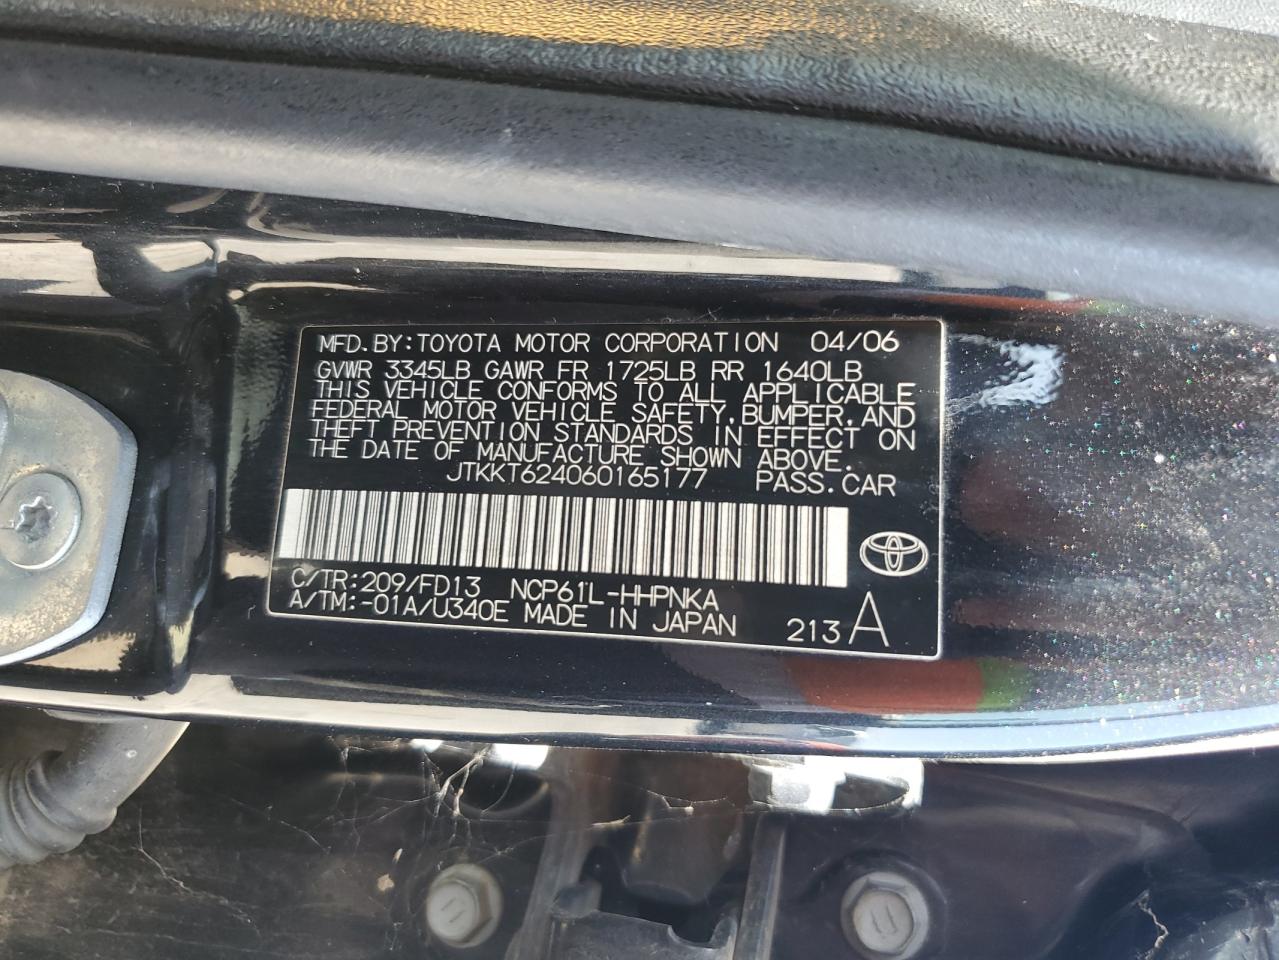 MFD.BY:TOYOTA MOTOR CORPORATION 04/06
GVWR 3345LB GAWR FR 1725LB RR 1640LB
THIS VEHICLE CONFORMS TO ALL APPLICABLE
FEDERAL MOTOR VEHICLE SAFETY,BUMPER,AND
THEFT PREVENTION STANDARDS IN EFFECT ON
THE DATE OF MANUFACTURE SHOWN ABOVE.
JTKKT624060165177 PASS.CAR
C/TR:209/FD13 NCP61L-HHPNKA
A/TM:-01A/U340E MADE IN JAPAN 213 A